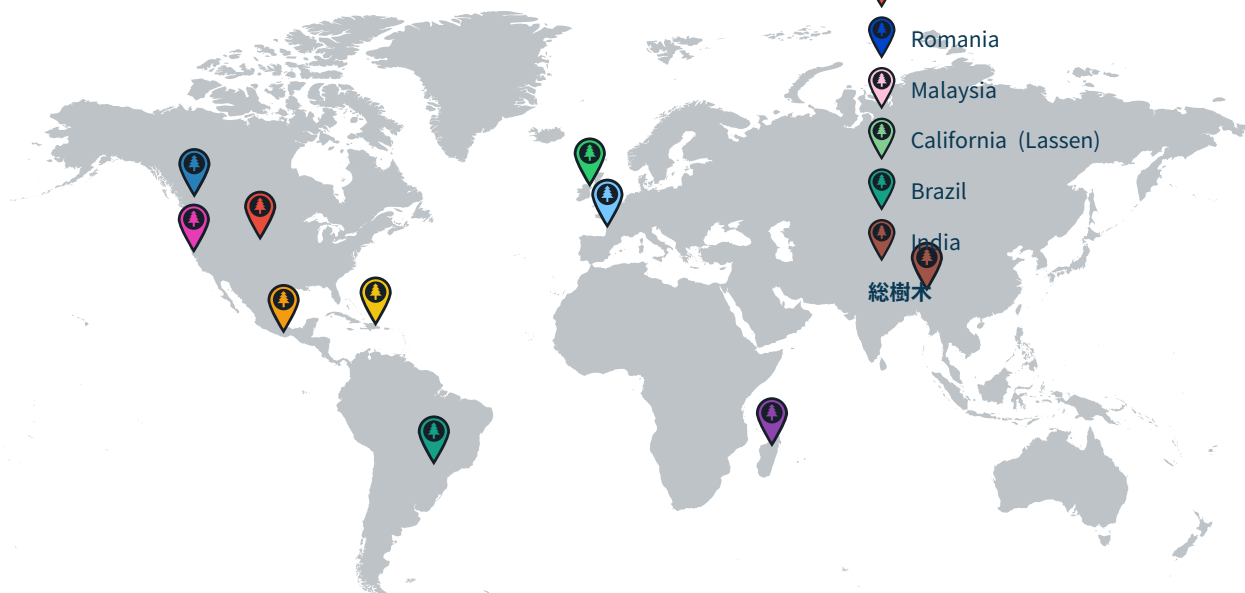 Romania
Malaysia
California (Lassen)
Brazil
India
総樹木